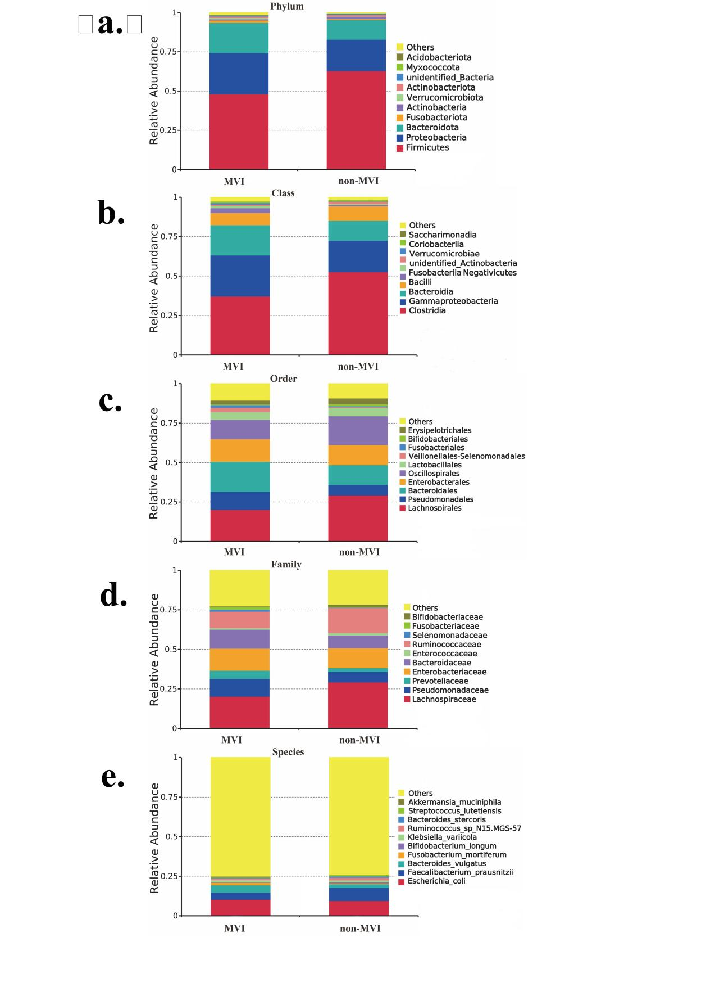 a.
Phylum
Relative Abundance
1
0.75
0.5
0.25
0
Others
Acidobacteriota
Myxococcota
unidentified_Bacteria
Actinobacteriota
Verrucomicrobiota
Actinobacteria
Fusobacteriota
Bacteroidota
Proteobacteria
Firmicutes
MVI non-MVI
b.
Class
Relative Abundance
1
0.75
0.5
0.25
0
Others
Saccharimonadia
Coriobacteriia
Verrucomicrobiae
unidentified_Actinobacteria
Fusobacteriia Negativicutes
Bacilli
Bacteroidia
Gammaproteobacteria
Clostridia
MVI non-MVI
c.
Order
Relative Abundance
1
0.75
0.5
0.25
0
Others
Erysipelotrichales
Bifidobacteriales
Fusobacteriales
Veillonellales-Selenomonadales
Lactobacillales
Oscillospirales
Enterobacterales
Bacteroidales
Pseudomonadales
Lachnospirales
MVI non-MVI
d.
Family
Relative Abundance
1
0.75
0.5
0.25
0
Others
Bifidobacteriaceae
Fusobacteriaceae
Selenomonadaceae
Ruminococcaceae
Enterococcaceae
Bacteroidaceae
Enterobacteriaceae
Prevotellaceae
Pseudomonadaceae
Lachnospiraceae
MVI non-MVI
e.
Species
Relative Abundance
1
0.75
0.5
0.25
0
Others
Akkermansia_muciniphila
Streptococcus_lutetiensis
Bacteroides_stercoris
Ruminococcus_sp_N15.MGS-57
Klebsiella_variicola
Bifidobacterium_longum
Fusobacterium_mortiferum
Bacteroides_vulgatus
Faecalibacterium_prausnitzii
Escherichia_coli
MVI non-MVI